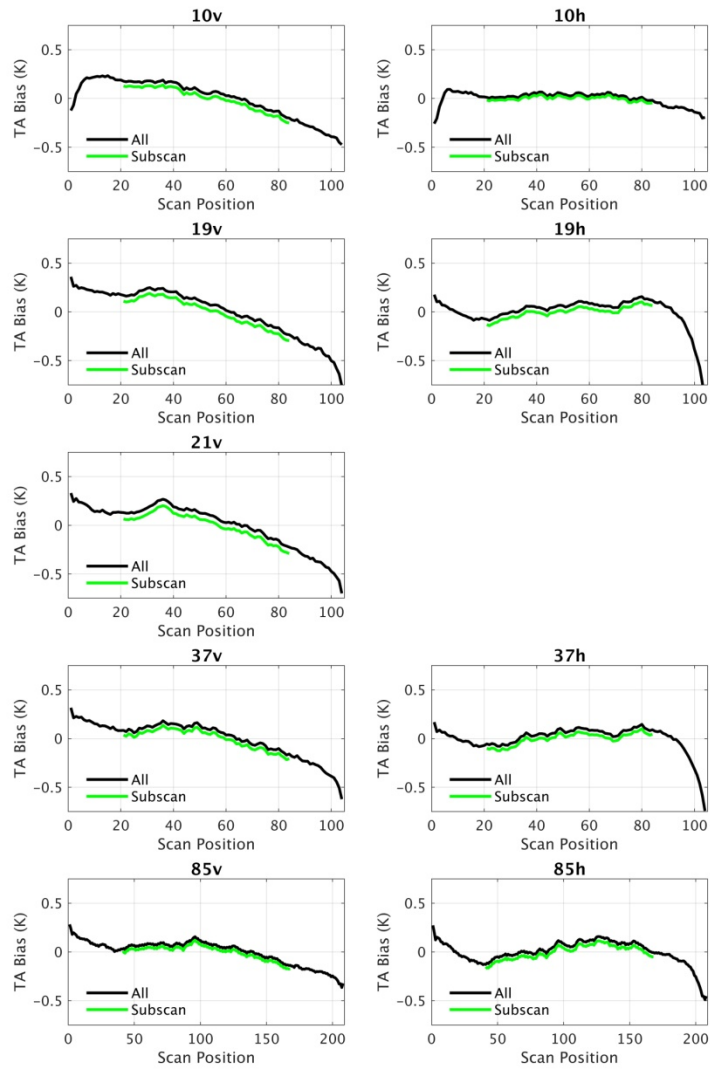 10v
TA Bias (K)
0.5
0
−0.5
All
Subscan
0 20 40 60 80 100
Scan Position
10h
TA Bias (K)
0.5
0
−0.5
All
Subscan
0 20 40 60 80 100
Scan Position
19v
TA Bias (K)
0.5
0
−0.5
All
Subscan
0 20 40 60 80 100
Scan Position
19h
TA Bias (K)
0.5
0
−0.5
All
Subscan
0 20 40 60 80 100
Scan Position
21v
TA Bias (K)
0.5
0
−0.5
All
Subscan
0 20 40 60 80 100
Scan Position
37v
TA Bias (K)
0.5
0
−0.5
All
Subscan
0 20 40 60 80 100
Scan Position
37h
TA Bias (K)
0.5
0
−0.5
All
Subscan
0 20 40 60 80 100
Scan Position
85v
TA Bias (K)
0.5
0
−0.5
All
Subscan
50 100 150 200
Scan Position
85h
TA Bias (K)
0.5
0
−0.5
All
Subscan
50 100 150 200
Scan Position